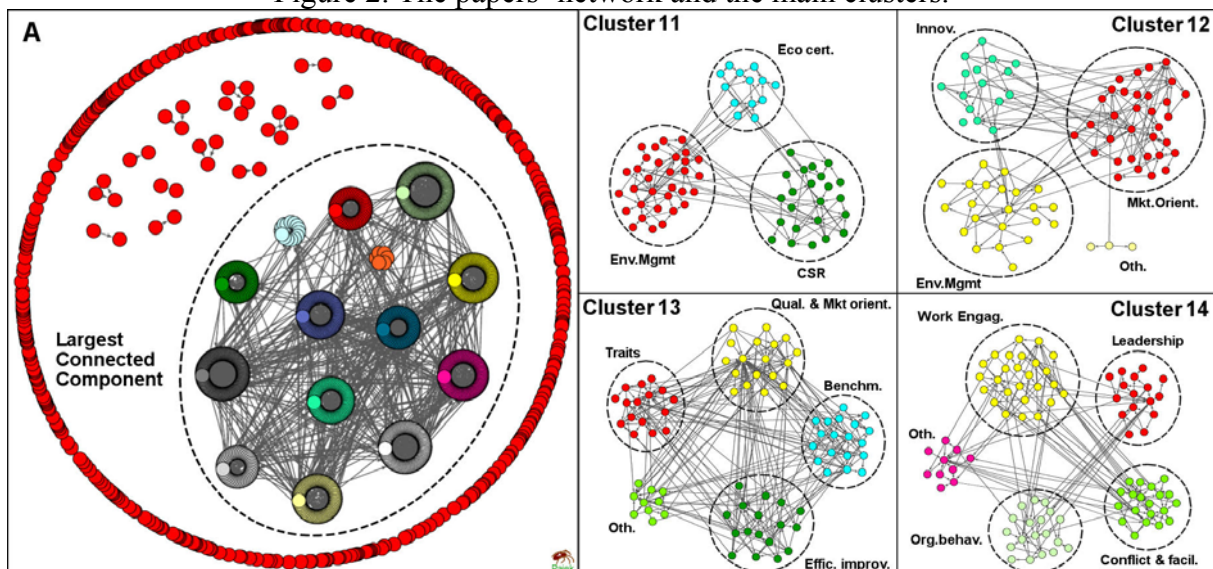 Figure 2. The papers' network and the main clusters.
A
Largest
Connected
Component
Cluster 11
Eco cert.
Env.Mgmt
CSR
Cluster 12
Innov.
Mkt.Orient.
Env.Mgmt
Oth.
Cluster 13
Qual. & Mkt orient.
Traits
Benchm.
Oth.
Effic. improv.
Cluster 14
Work Engag.
Leadership
Oth.
Org.behav.
Conflict & facil.